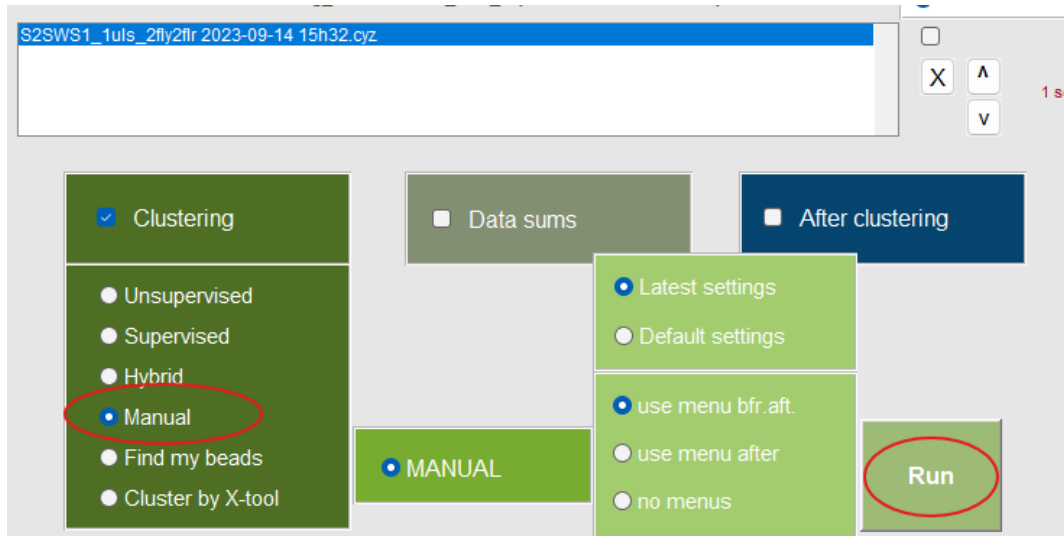 S2SWS1_1uls_2fly2flr 2023-09-14 15h32.cyz
X
^
v
Clustering
Data sums
After clustering
Unsupervised
Supervised
Hybrid
Manual
Find my beads
Cluster by X-tool
MANUAL
Latest settings
Default settings
use menu bfr.aft.
use menu after
no menus
Run